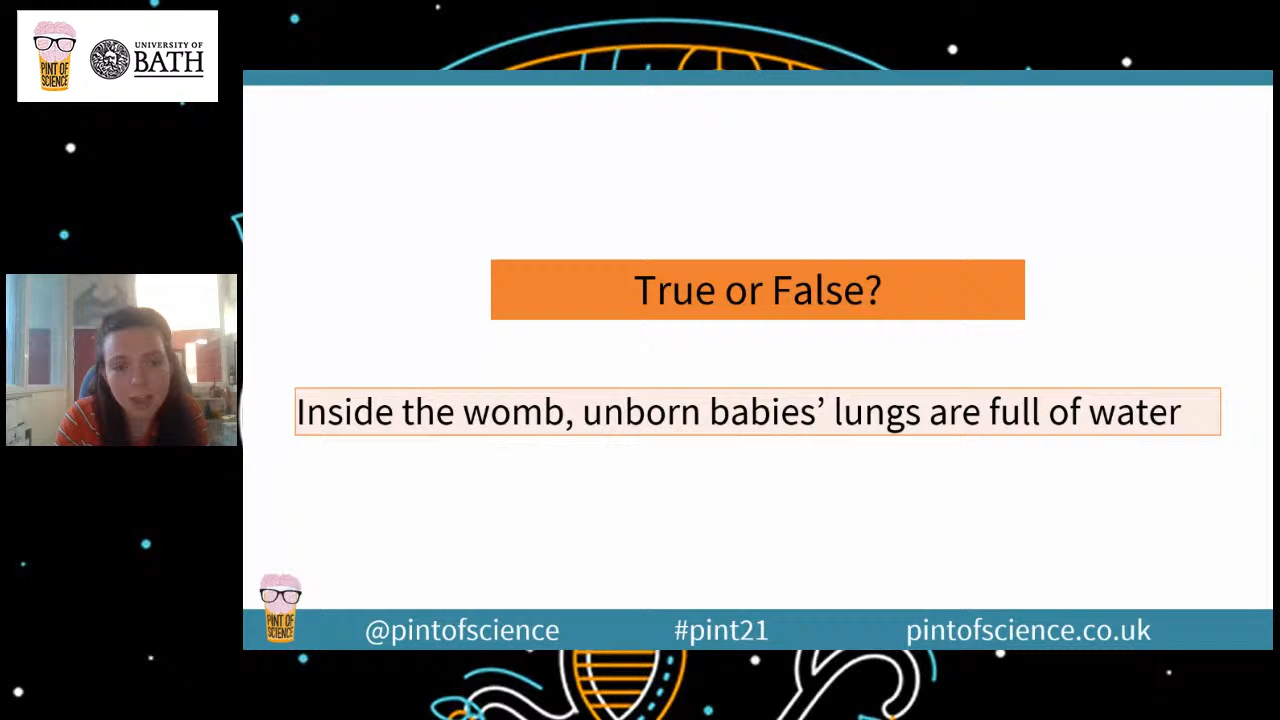 PINT OF
SCIENCE
UNIVERSITY OF
BATH
True or False?
Inside the womb, unborn babies’ lungs are full of water
PINT OF
SCIENCE
@pintofscience
#pint21
pintofscience.co.uk